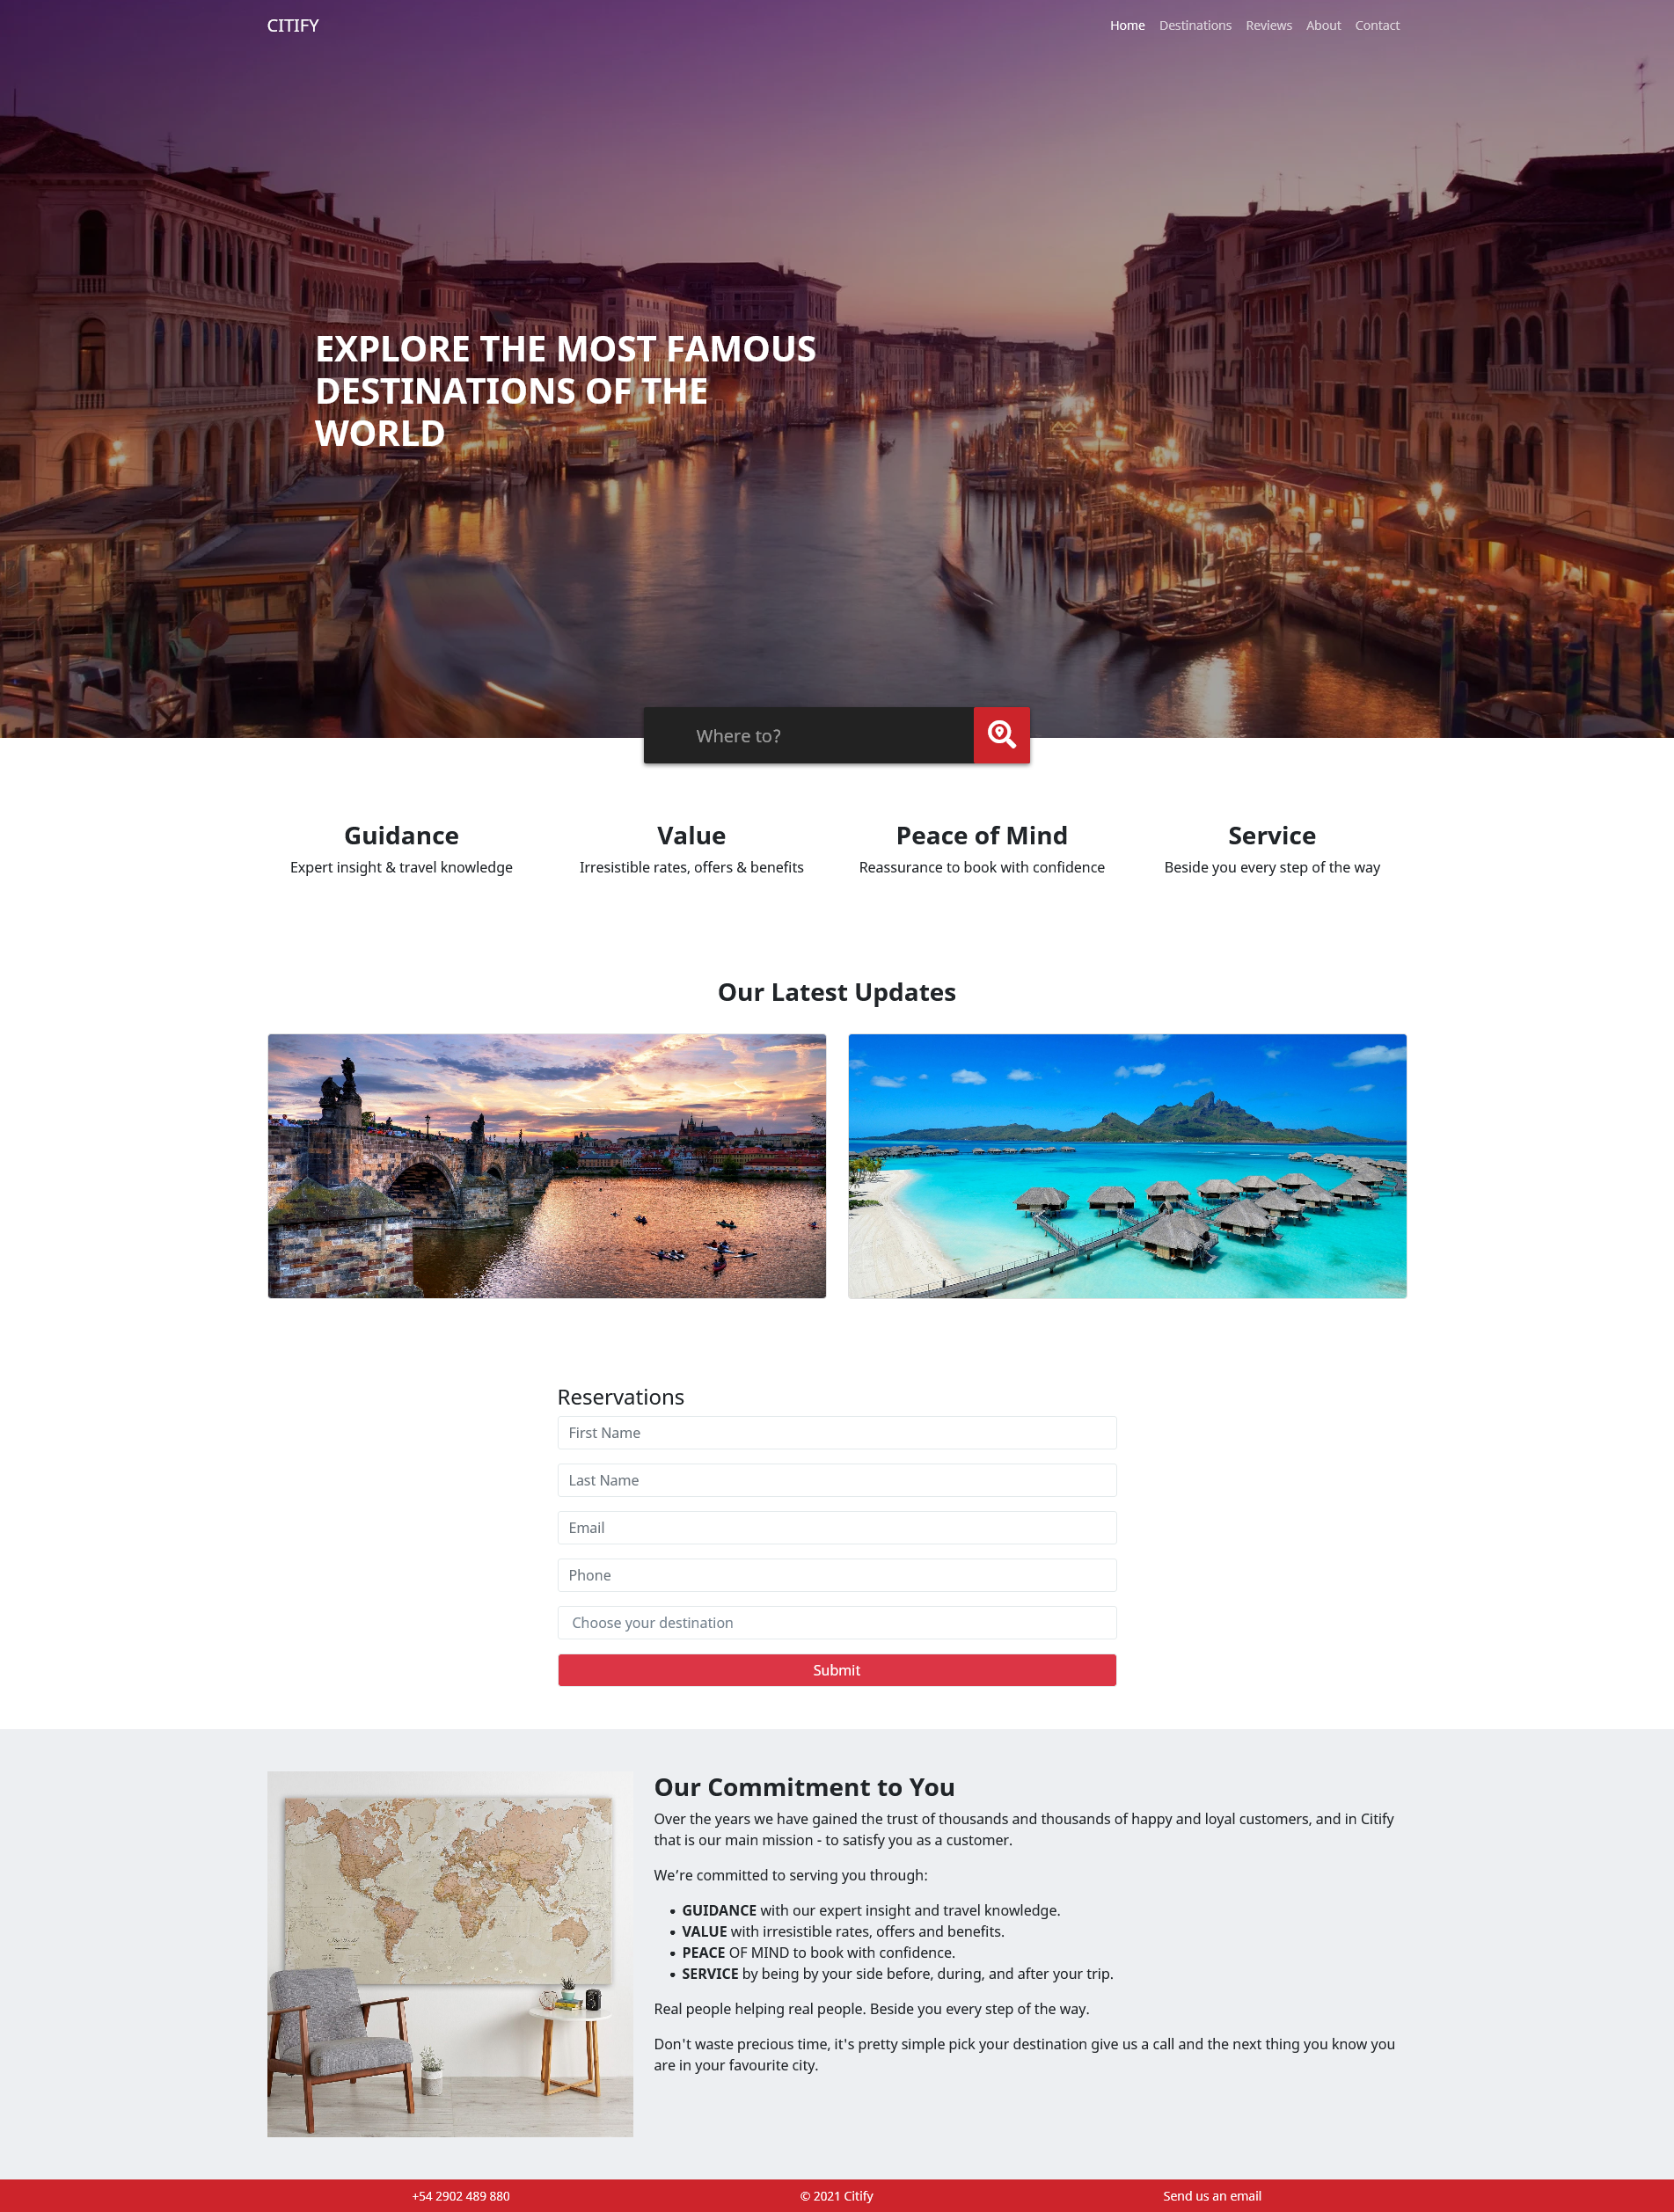 CITIFY
Home Destinations Reviews About Contact
EXPLORE THE MOST FAMOUS
DESTINATIONS OF THE
WORLD
HOTEL MARCONI
Where to?
Guidance
Expert insight & travel knowledge
Value
Irresistible rates, offers & benefits
Peace of Mind
Reassurance to book with confidence
Service
Beside you every step of the way
Our Latest Updates
Reservations
First Name
Last Name
Email
Phone
Choose your destination
Submit
Our Commitment to You
Over the years we have gained the trust of thousands and thousands of happy and loyal customers, and in Citify
that is our main mission - to satisfy you as a customer.
We’re committed to serving you through:
• GUIDANCE with our expert insight and travel knowledge.
• VALUE with irresistible rates, offers and benefits.
• PEACE OF MIND to book with confidence.
• SERVICE by being by your side before, during, and after your trip.
Real people helping real people. Beside you every step of the way.
Don't waste precious time, it's pretty simple pick your destination give us a call and the next thing you know you
are in your favourite city.
+54 2902 489 880
© 2021 Citify
Send us an email